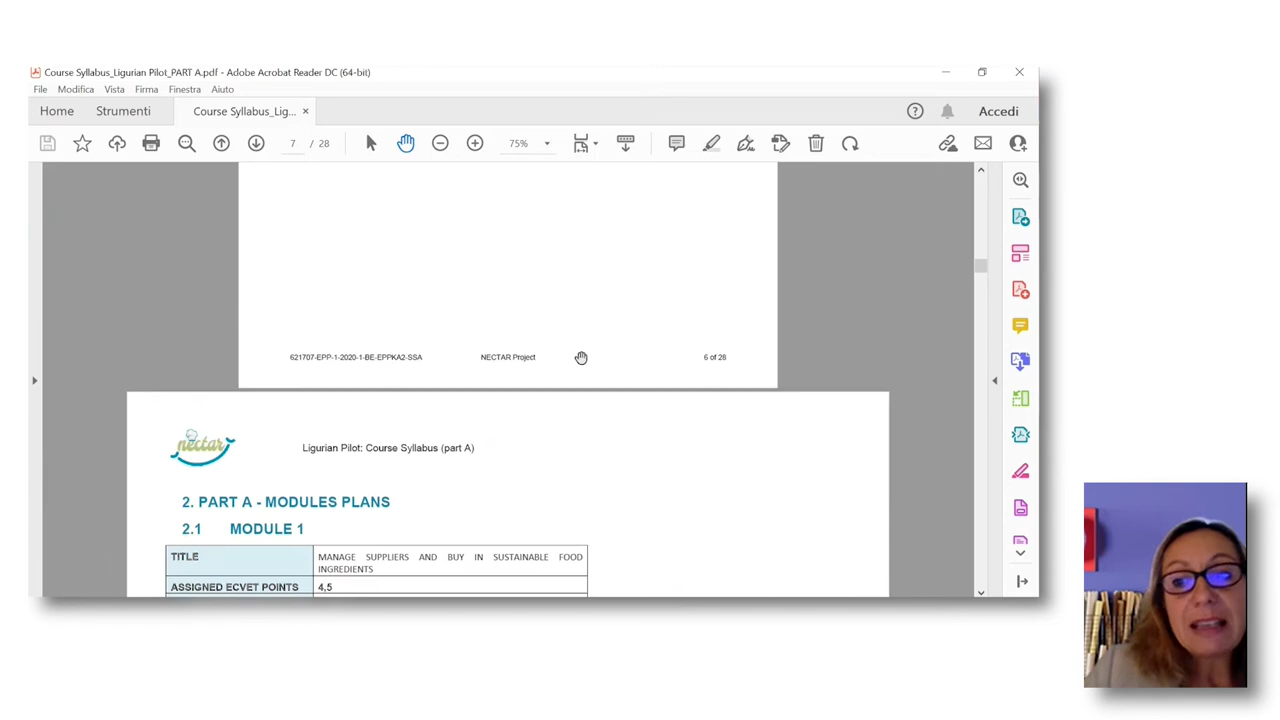 Course Syllabus_Ligurian Pilot_PART A.pdf - Adobe Acrobat Reader DC (64-bit)
File Modifica Vista Firma Finestra Aiuto
Home Strumenti Course Syllabus_Lig... × Accedi
7 / 28 75%
621707-EPP-1-2020-1-BE-EPPKA2-SSA NECTAR Project 6 of 28
nectar
Ligurian Pilot: Course Syllabus (part A)
2. PART A - MODULES PLANS
2.1 MODULE 1
TITLE MANAGE SUPPLIERS AND BUY IN SUSTAINABLE FOOD
INGREDIENTS
ASSIGNED ECVET POINTS 4,5